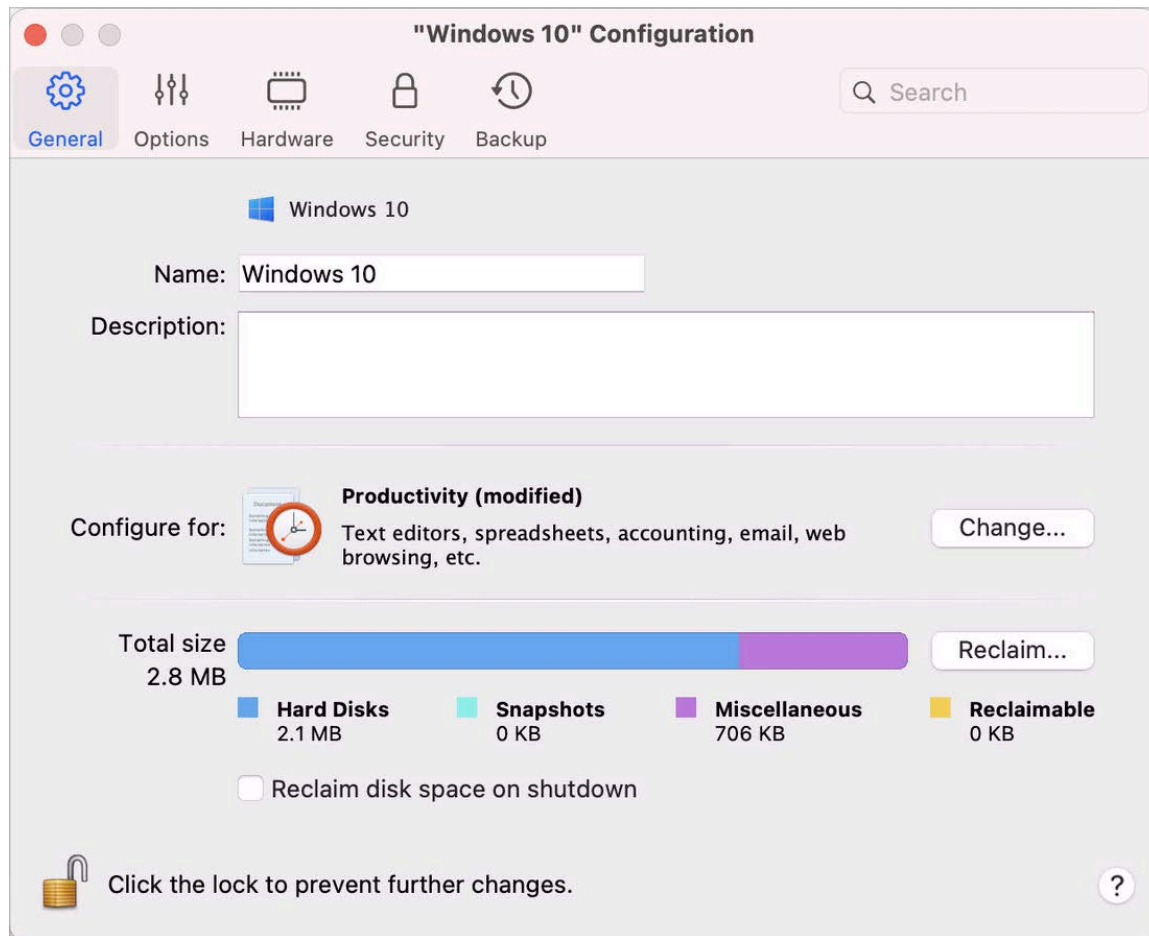 "Windows 10" Configuration
General Options Hardware Security Backup
Search
Windows 10
Name: Windows 10
Description:
Productivity (modified)
Configure for: Text editors, spreadsheets, accounting, email, web
browsing, etc.
Change...
Total size
2.8 MB
Reclaim...
Hard Disks Snapshots Miscellaneous Reclaimable
2.1 MB 0 KB 706 KB 0 KB
Reclaim disk space on shutdown
Click the lock to prevent further changes.
?